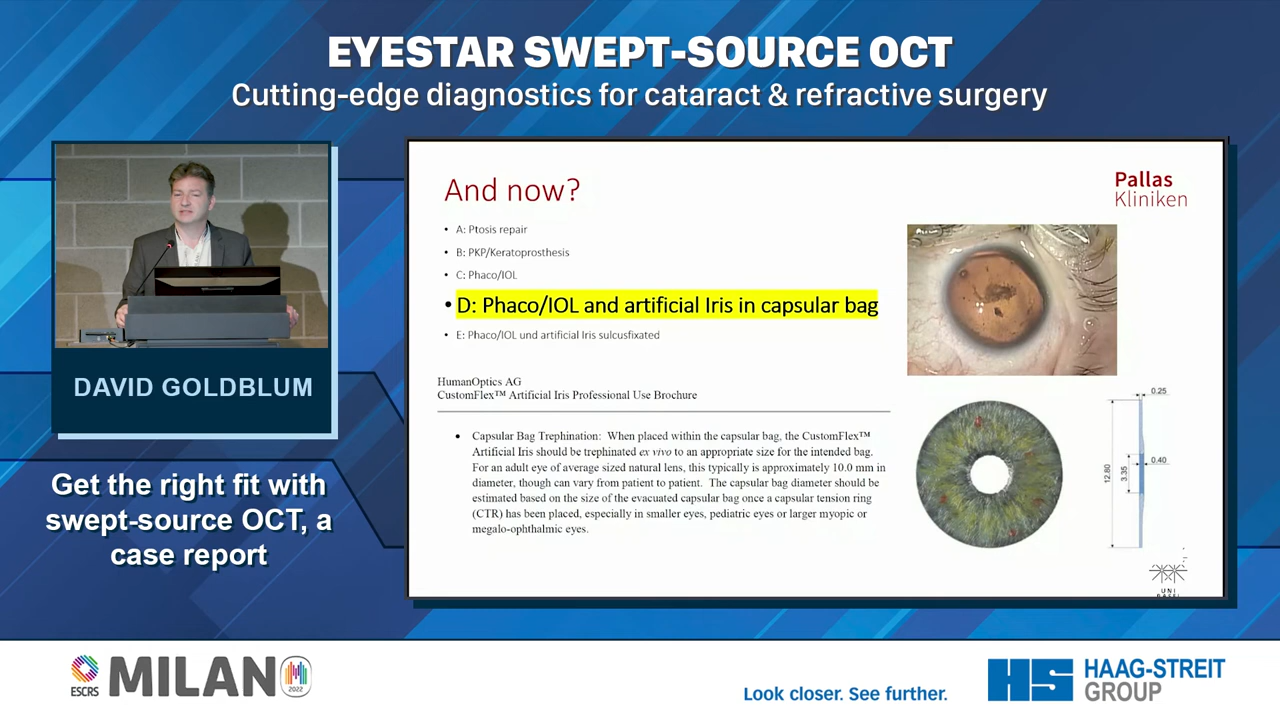 EYESTAR SWEPT-SOURCE OCT
Cutting-edge diagnostics for cataract & refractive surgery
DAVID GOLDBLUM
Get the right fit with
swept-source OCT, a
case report
And now?
Pallas
Kliniken
• A: Ptosis repair
• B: PKP/Keratoprosthesis
• C: Phaco/IOL
• D: Phaco/IOL and artificial Iris in capsular bag
• E: Phaco/IOL und artificial Iris sulcusfixated
HumanOptics AG
CustomFlex™ Artificial Iris Professional Use Brochure
• Capsular Bag Trephination: When placed within the capsular bag, the CustomFlex™
Artificial Iris should be trephinated ex vivo to an appropriate size for the intended bag.
For an adult eye of average sized natural lens, this typically is approximately 10.0 mm in
diameter, though can vary from patient to patient. The capsular bag diameter should be
estimated based on the size of the evacuated capsular bag once a capsular tension ring
(CTR) has been placed, especially in smaller eyes, pediatric eyes or larger myopic or
megalo-ophthalmic eyes.
0.25
12.80
3.35
0.40
UNI
BASEL
ESCRS
MILANO
2022
Look closer. See further.
HS
HAAG-STREIT
GROUP